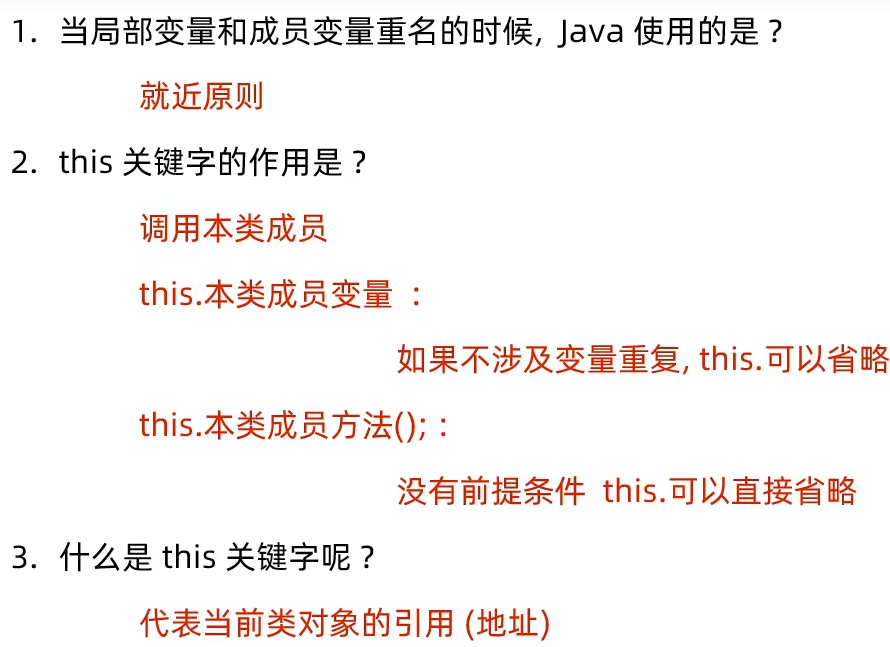 1. 当局部变量和成员变量重名的时候, Java 使用的是？
就近原则
2. this 关键字的作用是？
调用本类成员
this.本类成员变量 ：
如果不涉及变量重复, this.可以省略
this.本类成员方法();：
没有前提条件 this.可以直接省略
3. 什么是 this 关键字呢？
代表当前类对象的引用 (地址)